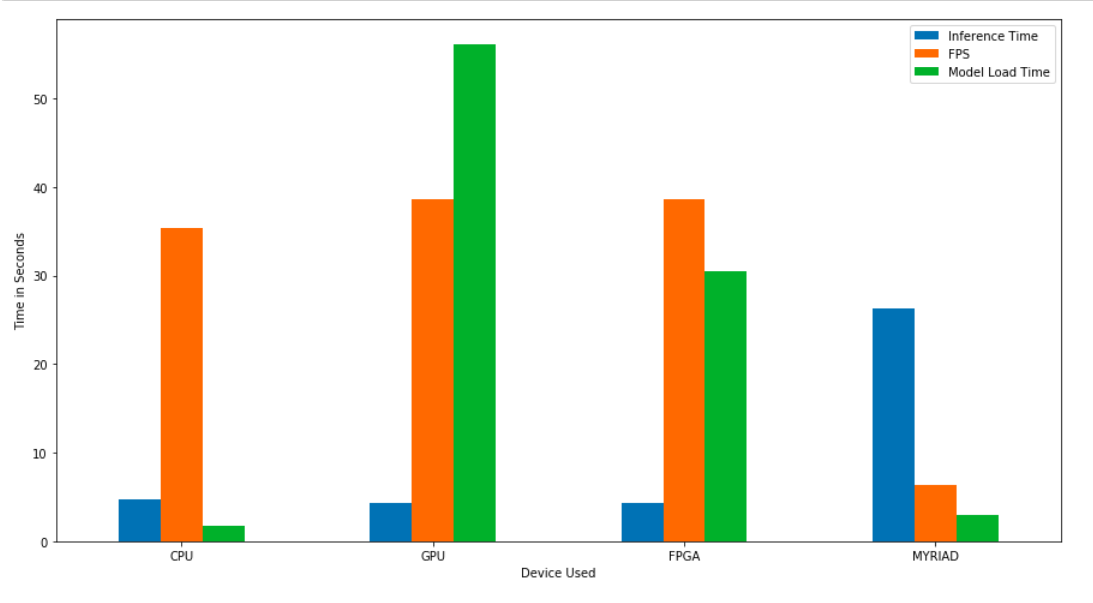 Inference Time
FPS
Model Load Time
50
40
30
20
10
0
Time in Seconds
CPU GPU FPGA MYRIAD
Device Used